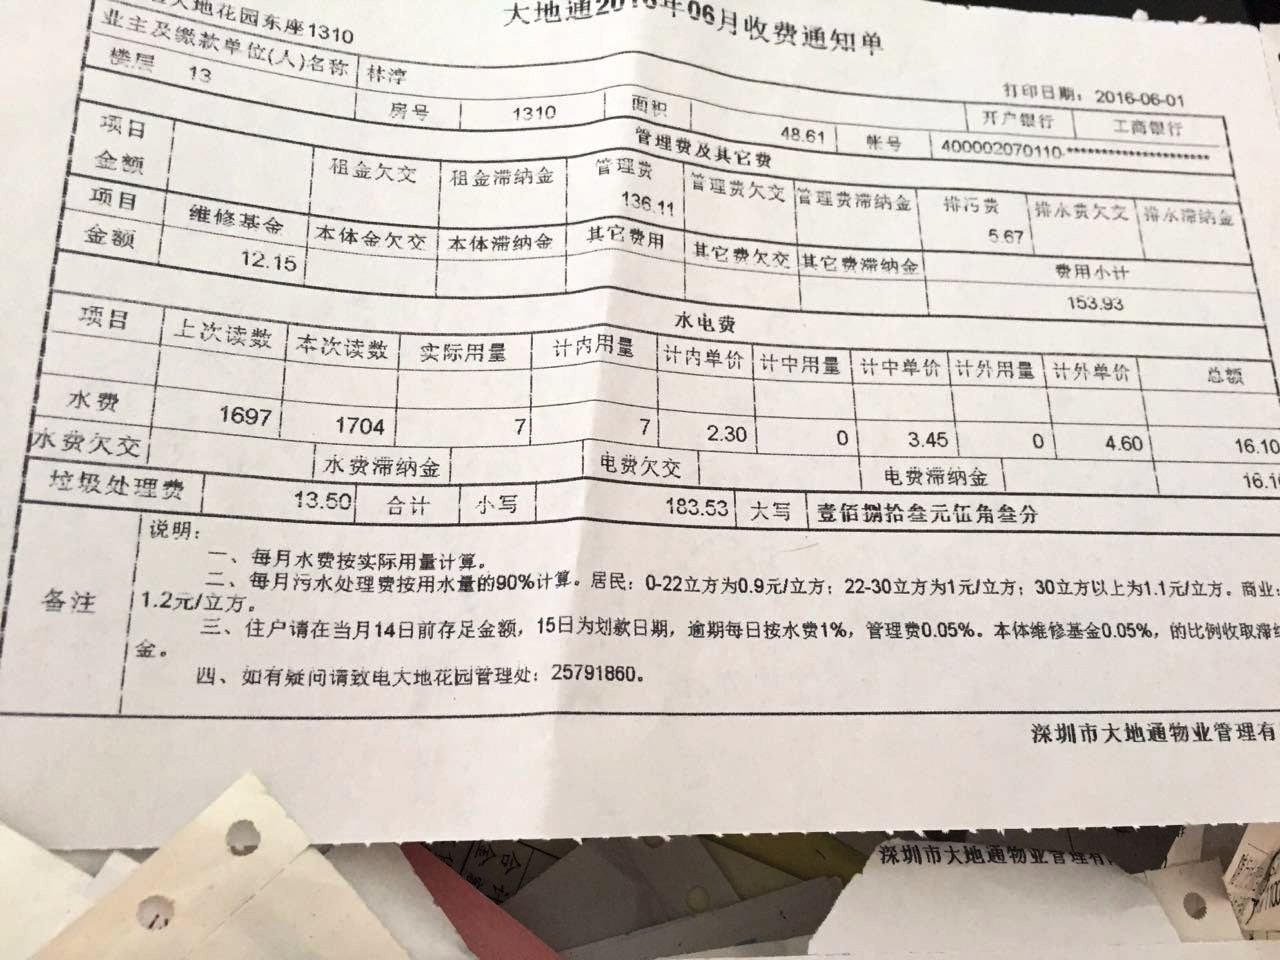 大地通2016年06月收费通知单
大地花园东座1310
打印日期：2016-06-01
业主及缴款单位(人)名称 林淳
开户银行 工商银行
楼层 13 房号 1310 面积 48.61 帐号 400002070110-********************
管理费及其它费
项目 租金欠交 租金滞纳金 管理费 管理费欠交 管理费滞纳金 排污费 排水费欠交 排水滞纳金
金额 136.11 5.67
项目 维修基金 本体金欠交 本体滞纳金 其它费用 其它费欠交 其它费滞纳金 费用小计
金额 12.15 153.93
水电费
项目 上次读数 本次读数 实际用量 计内用量 计内单价 计中用量 计中单价 计外用量 计外单价 总额
水费 1697 1704 7 7 2.30 0 3.45 0 4.60 16.10
水费欠交 水费滞纳金 电费欠交 电费滞纳金
垃圾处理费 13.50 合计 小写 183.53 大写 壹佰捌拾叁元伍角叁分
备注
说明：
一、每月水费按实际用量计算。
二、每月污水处理费按用水量的90%计算。居民：0-22立方为0.9元/立方；22-30立方为1元/立方；30立方以上为1.1元/立方。商业：
1.2元/立方。
三、住户请在当月14日前存足金额，15日为划款日期，逾期每日按水费1%，管理费0.05%。本体维修基金0.05%，的比例收取滞纳
金。
四、如有疑问请致电大地花园管理处：25791860。
深圳市大地通物业管理有
深圳市大地通物业管理有